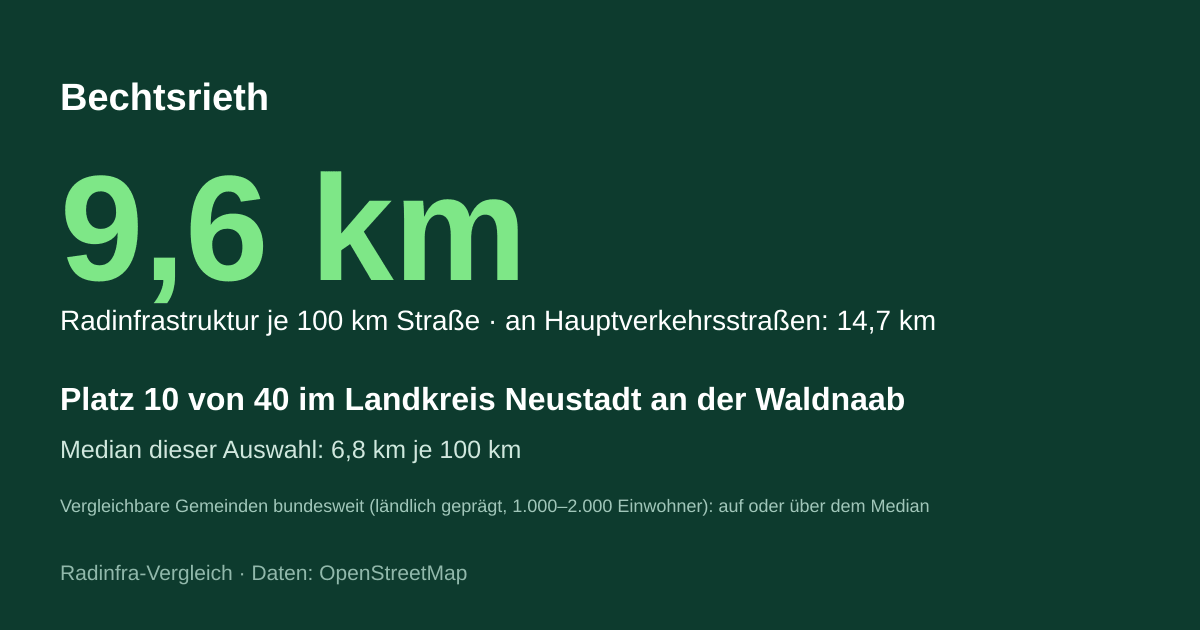 Bechtsrieth
9,6 km
Radinfrastruktur je 100 km Straße · an Hauptverkehrsstraßen: 14,7 km
Platz 10 von 40 im Landkreis Neustadt an der Waldnaab
Median dieser Auswahl: 6,8 km je 100 km
Vergleichbare Gemeinden bundesweit (ländlich geprägt, 1.000–2.000 Einwohner): auf oder über dem Median
Radinfra-Vergleich · Daten: OpenStreetMap